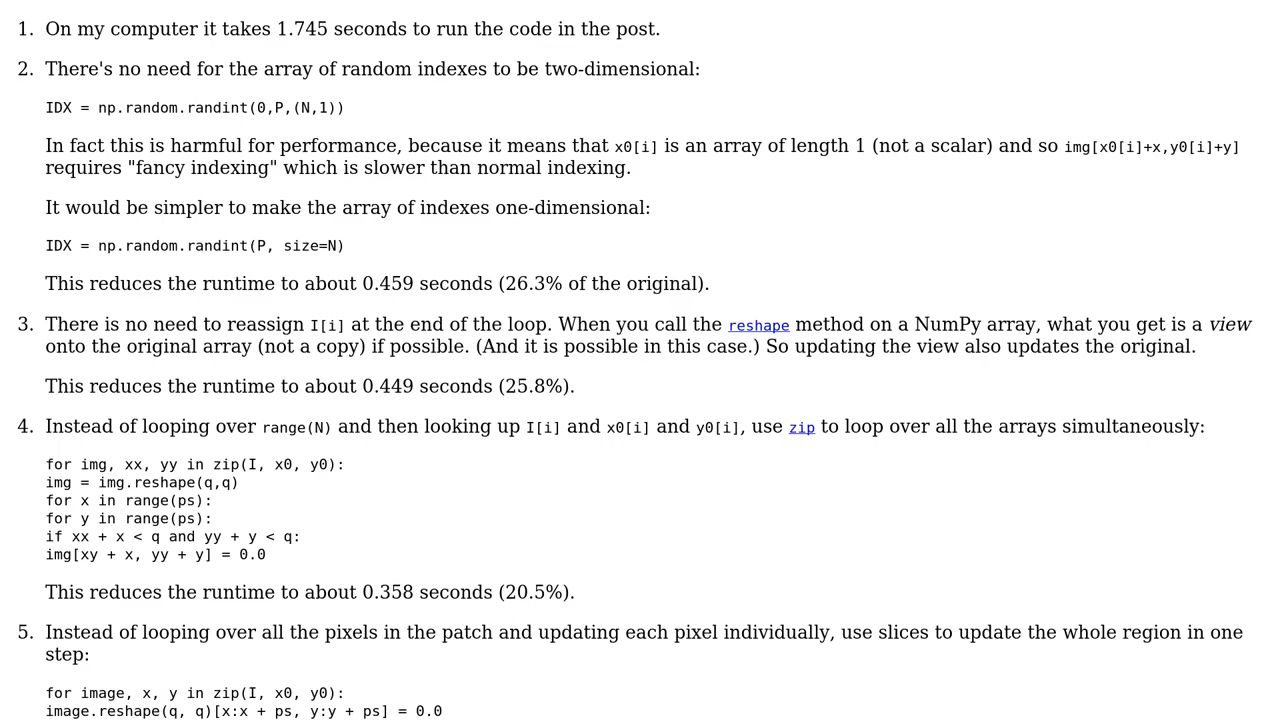 1. On my computer it takes 1.745 seconds to run the code in the post.
2. There's no need for the array of random indexes to be two-dimensional:
IDX = np.random.randint(0,P,(N,1))
In fact this is harmful for performance, because it means that x0[i] is an array of length 1 (not a scalar) and so img[x0[i]+x,y0[i]+y]
requires "fancy indexing" which is slower than normal indexing.
It would be simpler to make the array of indexes one-dimensional:
IDX = np.random.randint(P, size=N)
This reduces the runtime to about 0.459 seconds (26.3% of the original).
3. There is no need to reassign I[i] at the end of the loop. When you call the reshape method on a NumPy array, what you get is a view
onto the original array (not a copy) if possible. (And it is possible in this case.) So updating the view also updates the original.
This reduces the runtime to about 0.449 seconds (25.8%).
4. Instead of looping over range(N) and then looking up I[i] and x0[i] and y0[i], use zip to loop over all the arrays simultaneously:
for img, xx, yy in zip(I, x0, y0):
img = img.reshape(q,q)
for x in range(ps):
for y in range(ps):
if xx + x < q and yy + y < q:
img[xy + x, yy + y] = 0.0
This reduces the runtime to about 0.358 seconds (20.5%).
5. Instead of looping over all the pixels in the patch and updating each pixel individually, use slices to update the whole region in one
step:
for image, x, y in zip(I, x0, y0):
image.reshape(q, q)[x:x + ps, y:y + ps] = 0.0